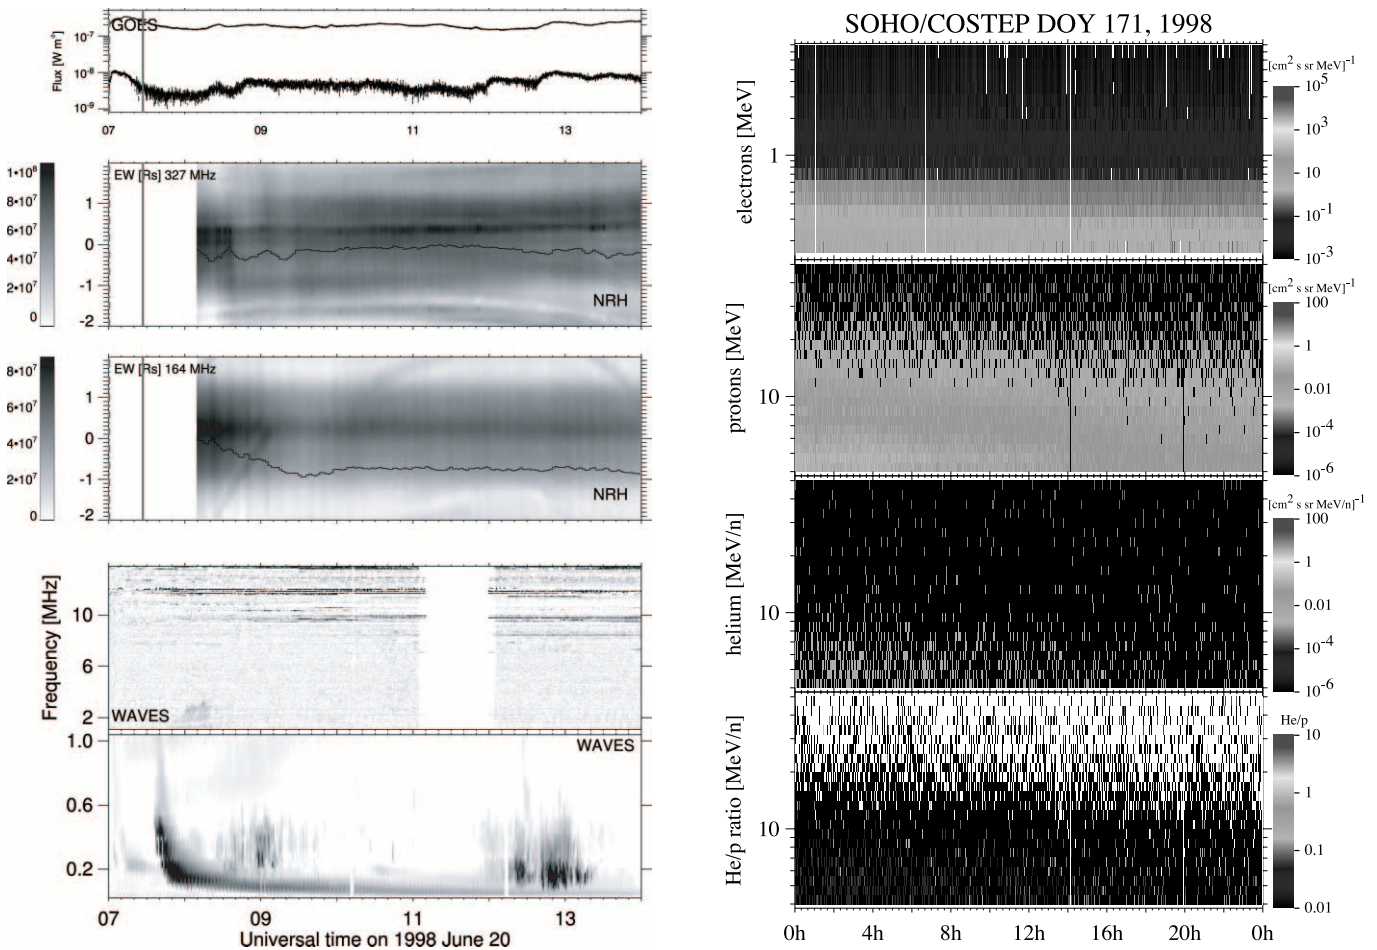 GOES
Flux [W m⁻²]
10⁻⁷
10⁻⁸
10⁻⁹
07 09 11 13
EW [Rs] 327 MHz
1•10⁸
8•10⁷
6•10⁷
4•10⁷
2•10⁷
0
1
0
-1
-2
NRH
EW [Rs] 164 MHz
8•10⁷
6•10⁷
4•10⁷
2•10⁷
0
1
0
-1
-2
NRH
Frequency [MHz]
10
6
2
WAVES
WAVES
1.0
0.6
0.2
07 09 11 13
Universal time on 1998 June 20
SOHO/COSTEP DOY 171, 1998
electrons [MeV]
1
[cm² s sr MeV]⁻¹
10⁵
10³
10
10⁻¹
10⁻³
protons [MeV]
10
[cm² s sr MeV]⁻¹
100
1
0.01
10⁻⁴
10⁻⁶
helium [MeV/n]
10
[cm² s sr MeV/n]⁻¹
100
1
0.01
10⁻⁴
10⁻⁶
He/p ratio [MeV/n]
10
He/p
10
1
0.1
0.01
0h 4h 8h 12h 16h 20h 0h